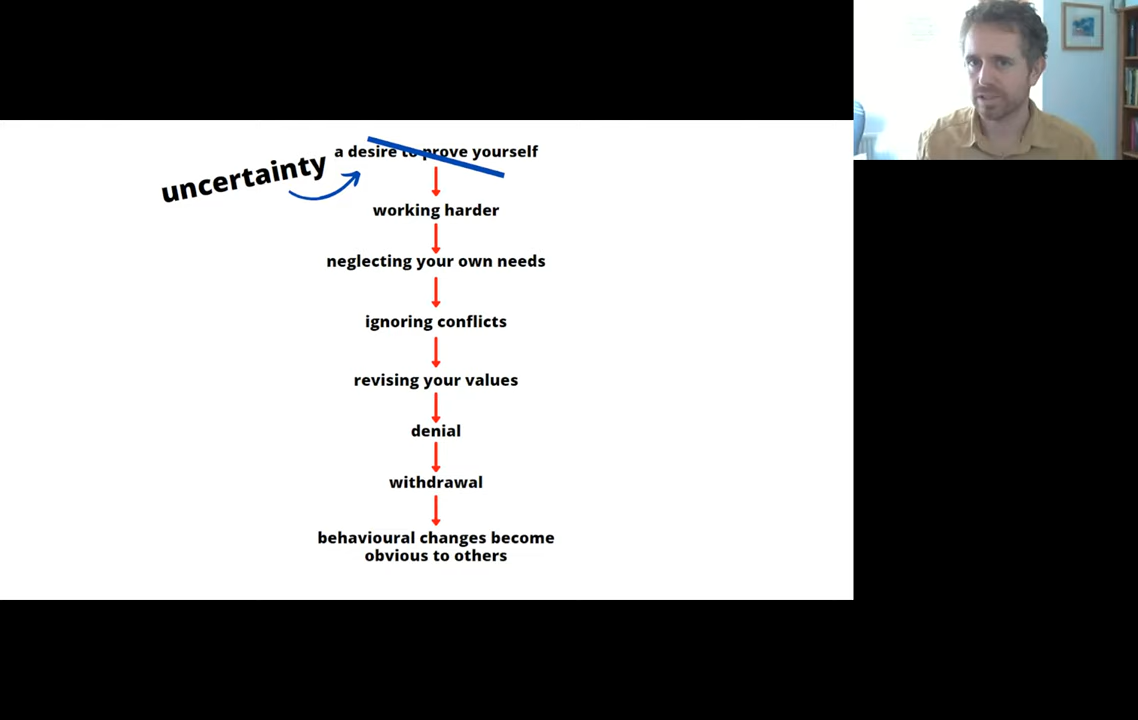 uncertainty
a desire to prove yourself
working harder
neglecting your own needs
ignoring conflicts
revising your values
denial
withdrawal
behavioural changes become
obvious to others